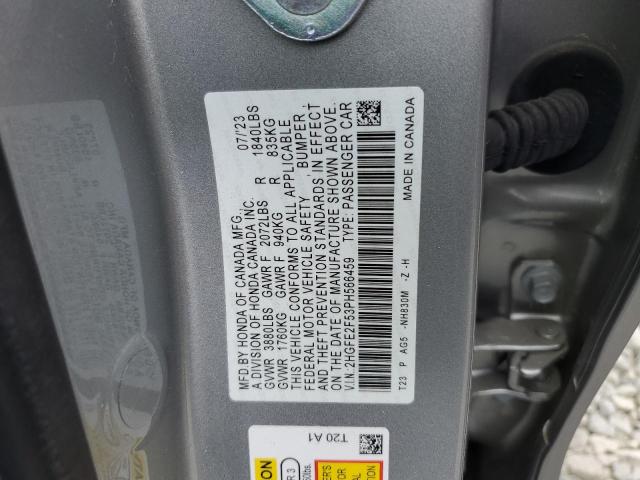 MFD.BY HONDA OF CANADA MFG., 07/'23
A DIVISION OF HONDA CANADA INC.
GVWR 3880LBS GAWR F 2072LBS R 1840LBS
GVWR 1760KG GAWR F 940KG R 835KG
THIS VEHICLE CONFORMS TO ALL APPLICABLE
FEDERAL MOTOR VEHICLE SAFETY, BUMPER,
AND THEFT PREVENTION STANDARDS IN EFFECT
ON THE DATE OF MANUFACTURE SHOWN ABOVE.
V.I.N.: 2HGFE2F53PH566459 TYPE: PASSENGER CAR
T23 P AG5 -NH830M -Z -H MADE IN CANADA
T20 A1